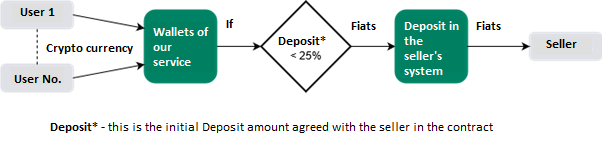 User 1
User No.
Crypto currency
Wallets of
our
service
If
Deposit*
< 25%
Fiats
Deposit in
the
seller's
system
Fiats
Seller
Deposit* - this is the initial Deposit amount agreed with the seller in the contract